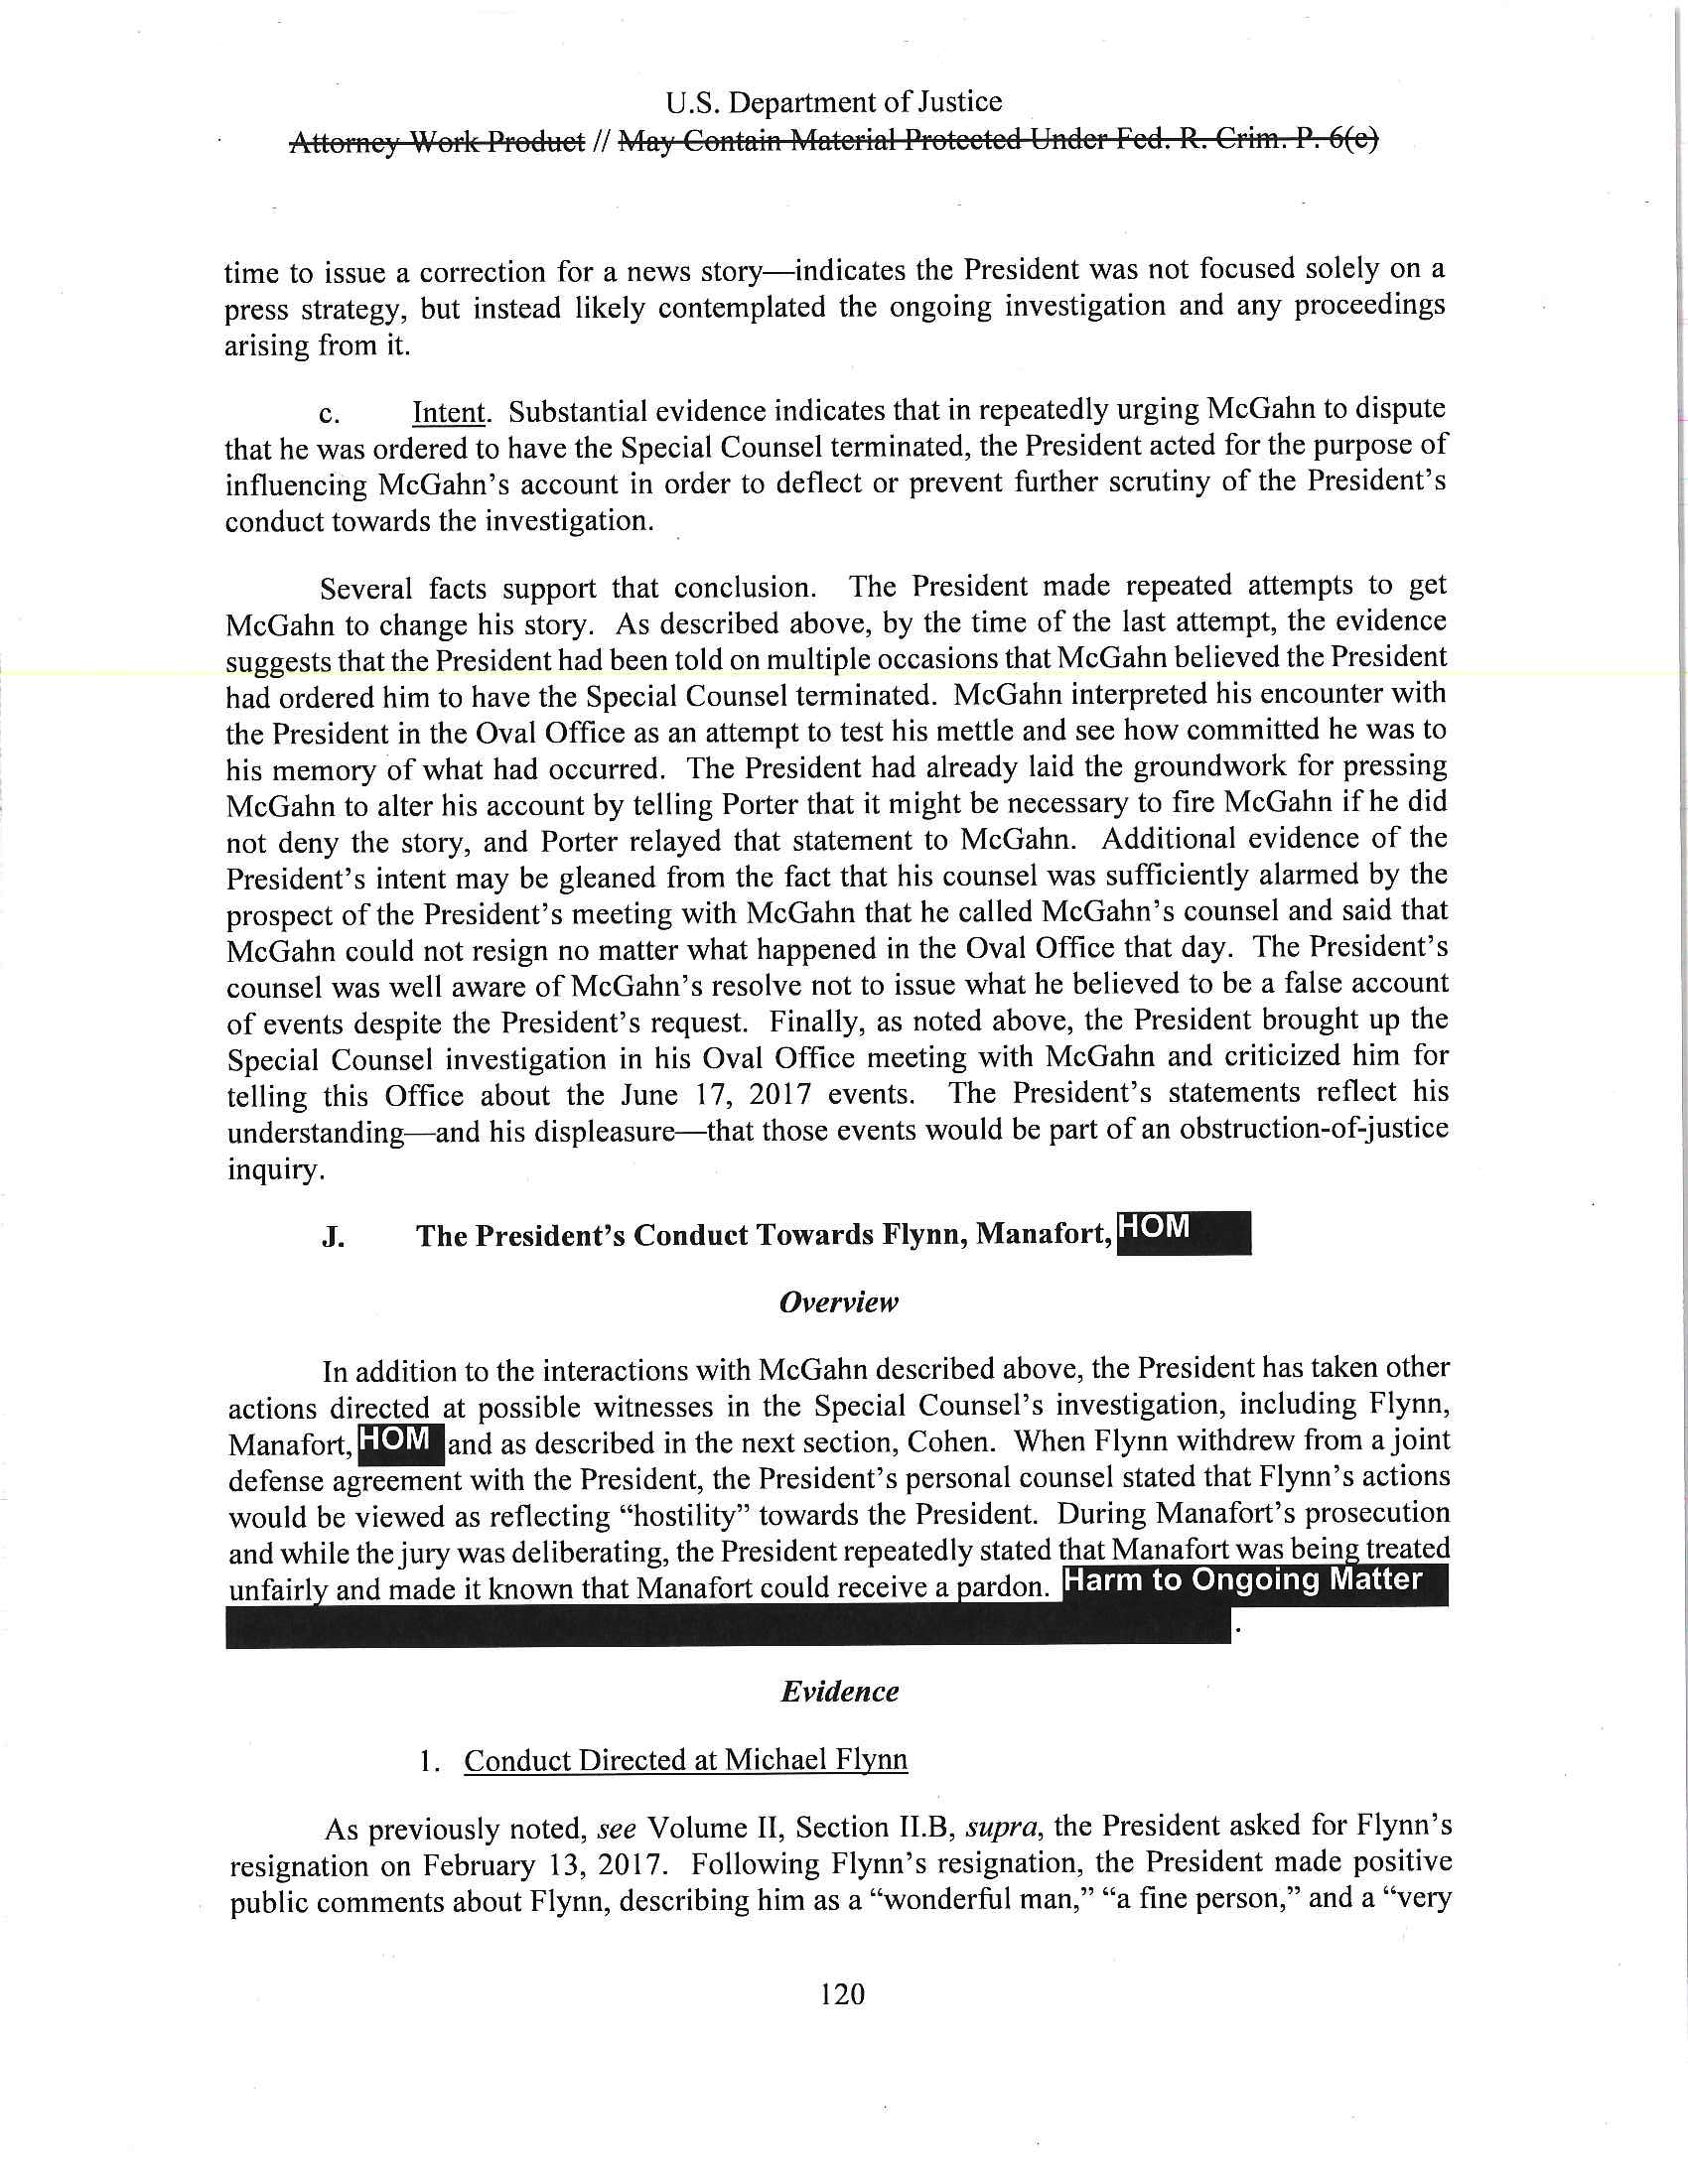 U.S. Department of Justice
Attorney Work Product // May Contain Material Protected Under Fed. R. Crim. P. 6(e)
time to issue a correction for a news story—indicates the President was not focused solely on a
press strategy, but instead likely contemplated the ongoing investigation and any proceedings
arising from it.
c. Intent. Substantial evidence indicates that in repeatedly urging McGahn to dispute
that he was ordered to have the Special Counsel terminated, the President acted for the purpose of
influencing McGahn's account in order to deflect or prevent further scrutiny of the President's
conduct towards the investigation.
Several facts support that conclusion. The President made repeated attempts to get
McGahn to change his story. As described above, by the time of the last attempt, the evidence
suggests that the President had been told on multiple occasions that McGahn believed the President
had ordered him to have the Special Counsel terminated. McGahn interpreted his encounter with
the President in the Oval Office as an attempt to test his mettle and see how committed he was to
his memory of what had occurred. The President had already laid the groundwork for pressing
McGahn to alter his account by telling Porter that it might be necessary to fire McGahn if he did
not deny the story, and Porter relayed that statement to McGahn. Additional evidence of the
President's intent may be gleaned from the fact that his counsel was sufficiently alarmed by the
prospect of the President's meeting with McGahn that he called McGahn's counsel and said that
McGahn could not resign no matter what happened in the Oval Office that day. The President's
counsel was well aware of McGahn's resolve not to issue what he believed to be a false account
of events despite the President's request. Finally, as noted above, the President brought up the
Special Counsel investigation in his Oval Office meeting with McGahn and criticized him for
telling this Office about the June 17, 2017 events. The President's statements reflect his
understanding—and his displeasure—that those events would be part of an obstruction-of-justice
inquiry.
J. The President's Conduct Towards Flynn, Manafort, HOM
Overview
In addition to the interactions with McGahn described above, the President has taken other
actions directed at possible witnesses in the Special Counsel's investigation, including Flynn,
Manafort, HOM and as described in the next section, Cohen. When Flynn withdrew from a joint
defense agreement with the President, the President's personal counsel stated that Flynn's actions
would be viewed as reflecting "hostility" towards the President. During Manafort's prosecution
and while the jury was deliberating, the President repeatedly stated that Manafort was being treated
unfairly and made it known that Manafort could receive a pardon. Harm to Ongoing Matter
.
Evidence
1. Conduct Directed at Michael Flynn
As previously noted, see Volume II, Section II.B, supra, the President asked for Flynn's
resignation on February 13, 2017. Following Flynn's resignation, the President made positive
public comments about Flynn, describing him as a "wonderful man," "a fine person," and a "very
120